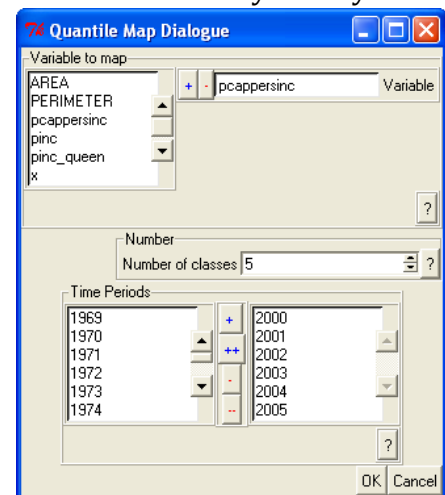 Quantile Map Dialogue
Variable to map
AREA
PERIMETER
pcappersinc
pinc
pinc_queen
x
+ - pcappersinc Variable
?
Number
Number of classes 5 ?
Time Periods
1969
1970
1971
1972
1973
1974
+
++
-
--
2000
2001
2002
2003
2004
2005
?
OK Cancel